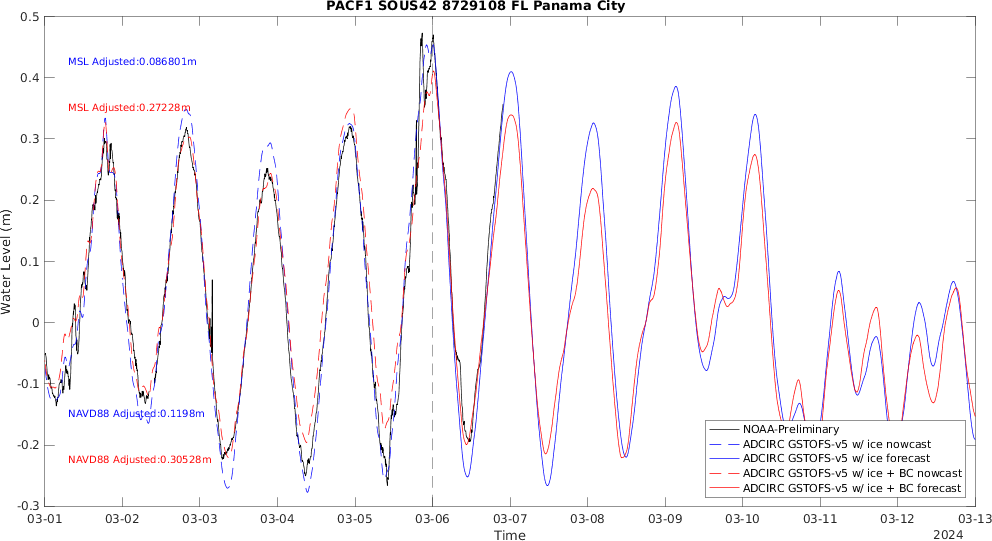 PACF1 SOUS42 8729108 FL Panama City
0.5
0.4
0.3
0.2
0.1
0
-0.1
-0.2
-0.3
Water Level (m)
MSL Adjusted:0.086801m
MSL Adjusted:0.27228m
NAVD88 Adjusted:0.1198m
NAVD88 Adjusted:0.30528m
NOAA-Preliminary
ADCIRC GSTOFS-v5 w/ ice nowcast
ADCIRC GSTOFS-v5 w/ ice forecast
ADCIRC GSTOFS-v5 w/ ice + BC nowcast
ADCIRC GSTOFS-v5 w/ ice + BC forecast
03-01 03-02 03-03 03-04 03-05 03-06 03-07 03-08 03-09 03-10 03-11 03-12 03-13
Time
2024